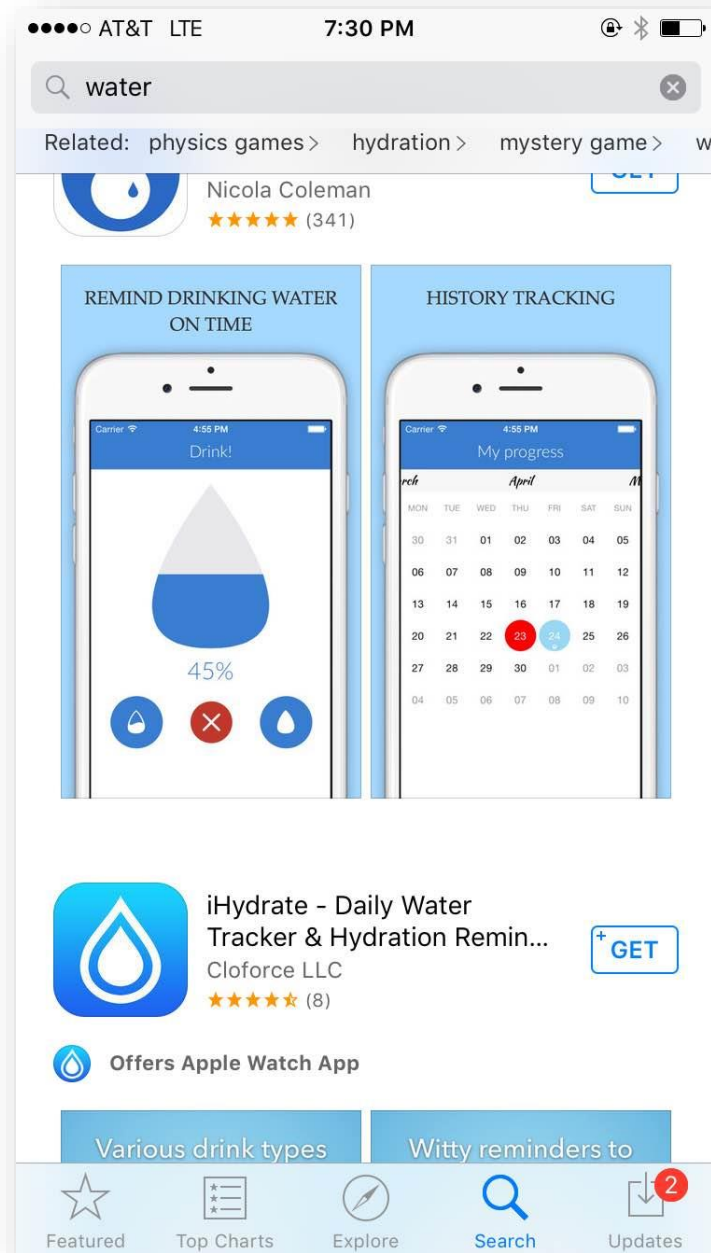 AT&T LTE 7:30 PM
water
Related: physics games > hydration > mystery game > w
GET
Nicola Coleman
(341)
REMIND DRINKING WATER
ON TIME
Carrier 4:55 PM
Drink!
45%
HISTORY TRACKING
Carrier 4:55 PM
My progress
rch April M
MON TUE WED THU FRI SAT SUN
30 31 01 02 03 04 05
06 07 08 09 10 11 12
13 14 15 16 17 18 19
20 21 22 23 24 25 26
27 28 29 30 01 02 03
04 05 06 07 08 09 10
iHydrate - Daily Water
Tracker & Hydration Remin...
Cloforce LLC
(8)
+ GET
Offers Apple Watch App
Various drink types
Witty reminders to
2
Featured Top Charts Explore Search Updates